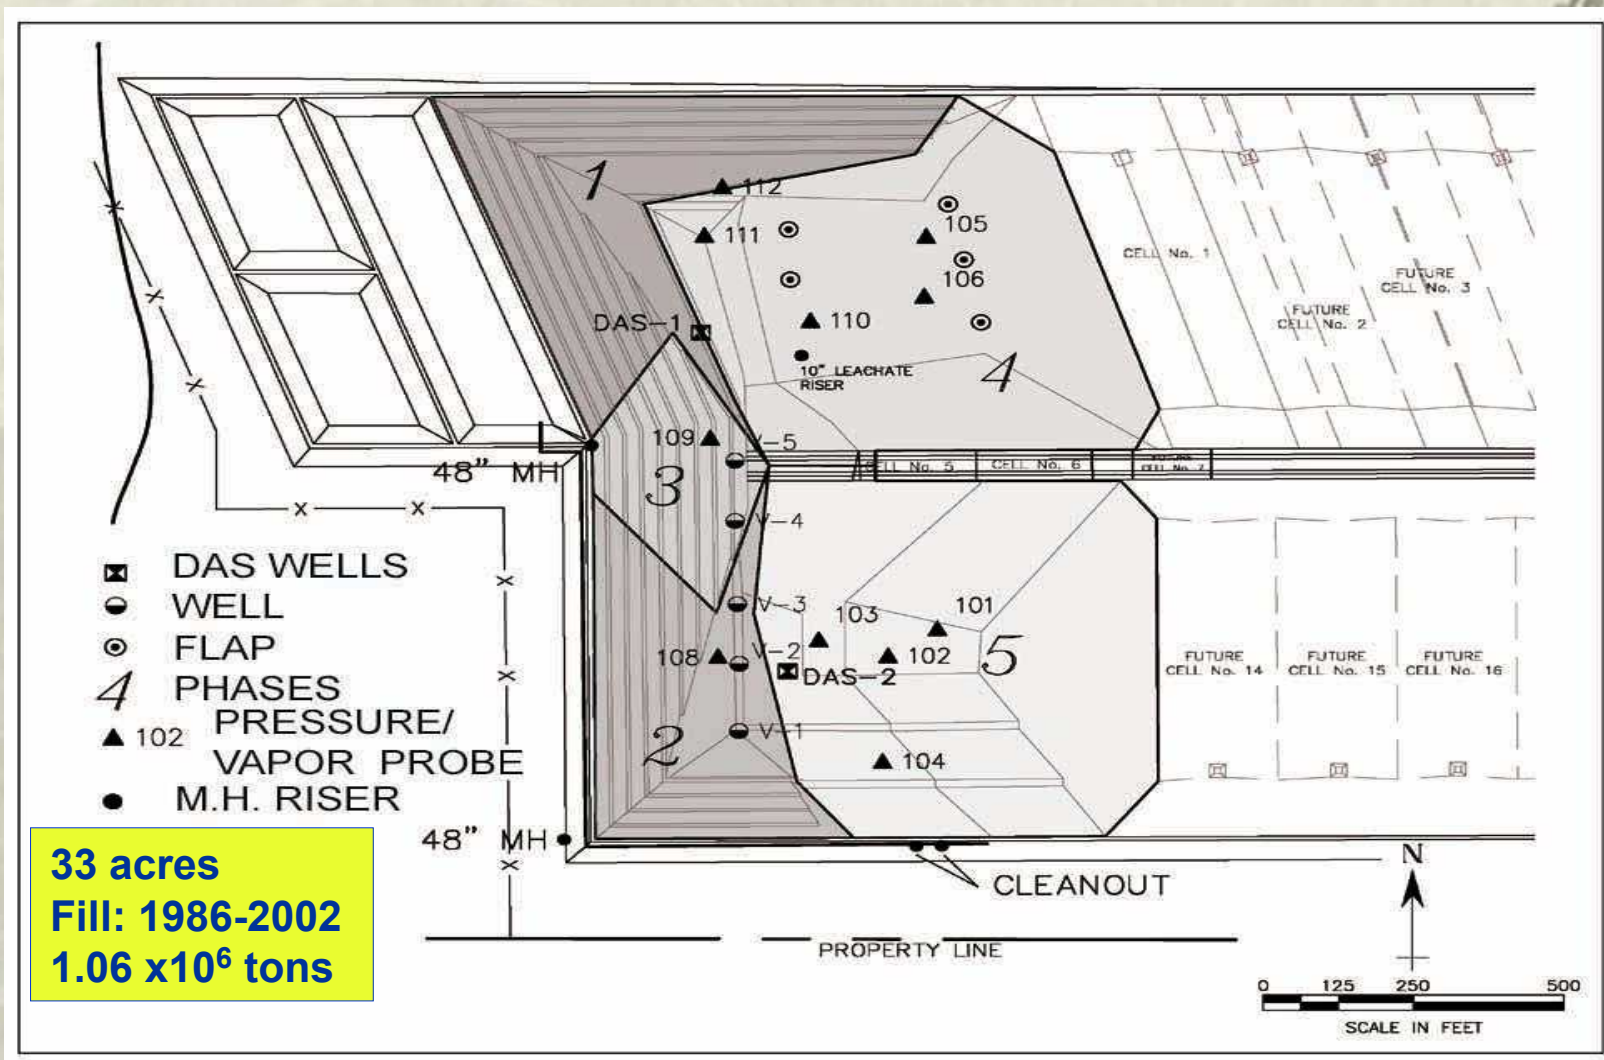 1
112
111
105
106
110
DAS-1
10" LEACHATE
RISER
4
CELL No. 1
FUTURE
CELL No. 2
FUTURE
CELL No. 3
109
V-5
48" MH
3
CELL No. 5
CELL No. 6
FUTURE
CELL No. 7
V-4
V-3
V-2
V-1
108
2
103
101
102
5
DAS-2
104
FUTURE
CELL No. 14
FUTURE
CELL No. 15
FUTURE
CELL No. 16
DAS WELLS
WELL
FLAP
4 PHASES
102 PRESSURE/
VAPOR PROBE
M.H. RISER
48" MH
CLEANOUT
PROPERTY LINE
33 acres
Fill: 1986-2002
1.06 x10⁶ tons
N
0 125 250 500
SCALE IN FEET